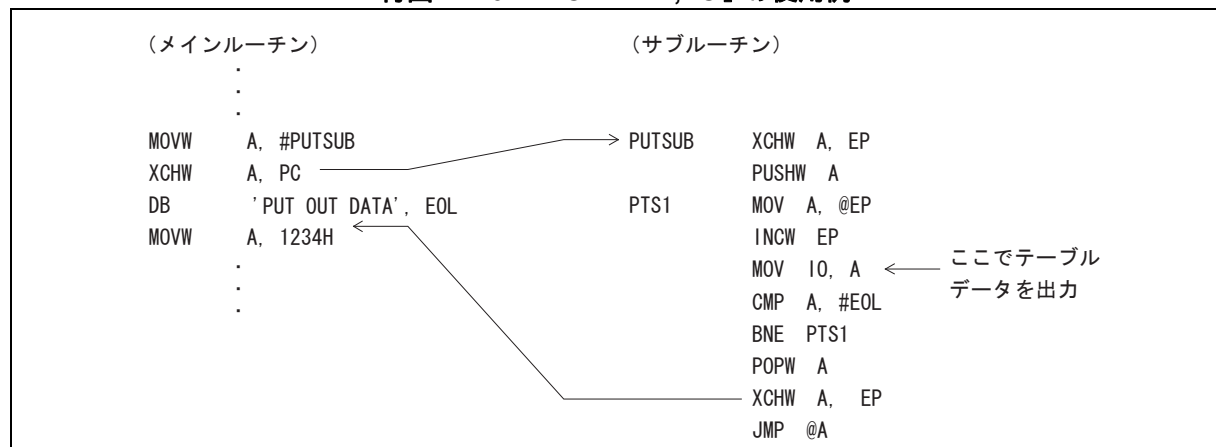 (メインルーチン)
・
・
・
MOVW A, #PUTSUB
XCHW A, PC
DB 'PUT OUT DATA', EOL
MOVW A, 1234H
・
・
・
(サブルーチン)
PUTSUB XCHW A, EP
PUSHW A
PTS1 MOV A, @EP
INCW EP
MOV IO, A
CMP A, #EOL
BNE PTS1
POPW A
XCHW A, EP
JMP @A
ここでテーブル
データを出力